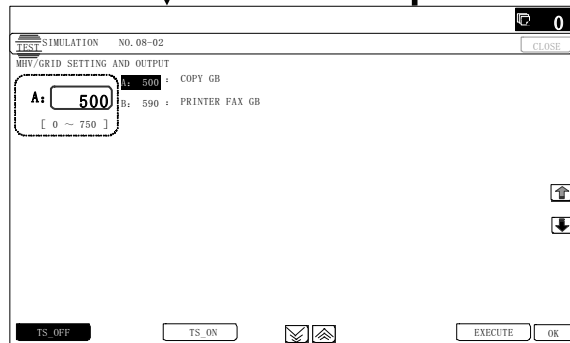 0
TEST SIMULATION NO.08-02 CLOSE
MHV/GRID SETTING AND OUTPUT
A: 500 : COPY GB
A: 500
B: 590 : PRINTER FAX GB
[ 0 ~ 750 ]
TS_OFF TS_ON EXECUTE OK